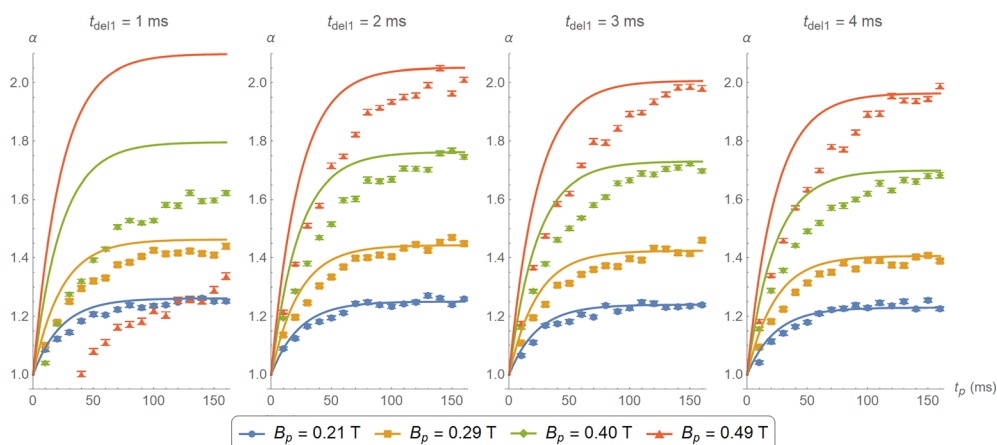 t_del1 = 1 ms
t_del1 = 2 ms
t_del1 = 3 ms
t_del1 = 4 ms
α
α
α
α
2.0
1.8
1.6
1.4
1.2
1.0
2.0
1.8
1.6
1.4
1.2
1.0
2.0
1.8
1.6
1.4
1.2
1.0
2.0
1.8
1.6
1.4
1.2
1.0
0 50 100 150
0 50 100 150
0 50 100 150
0 50 100 150
t_p (ms)
B_p = 0.21 T B_p = 0.29 T B_p = 0.40 T B_p = 0.49 T